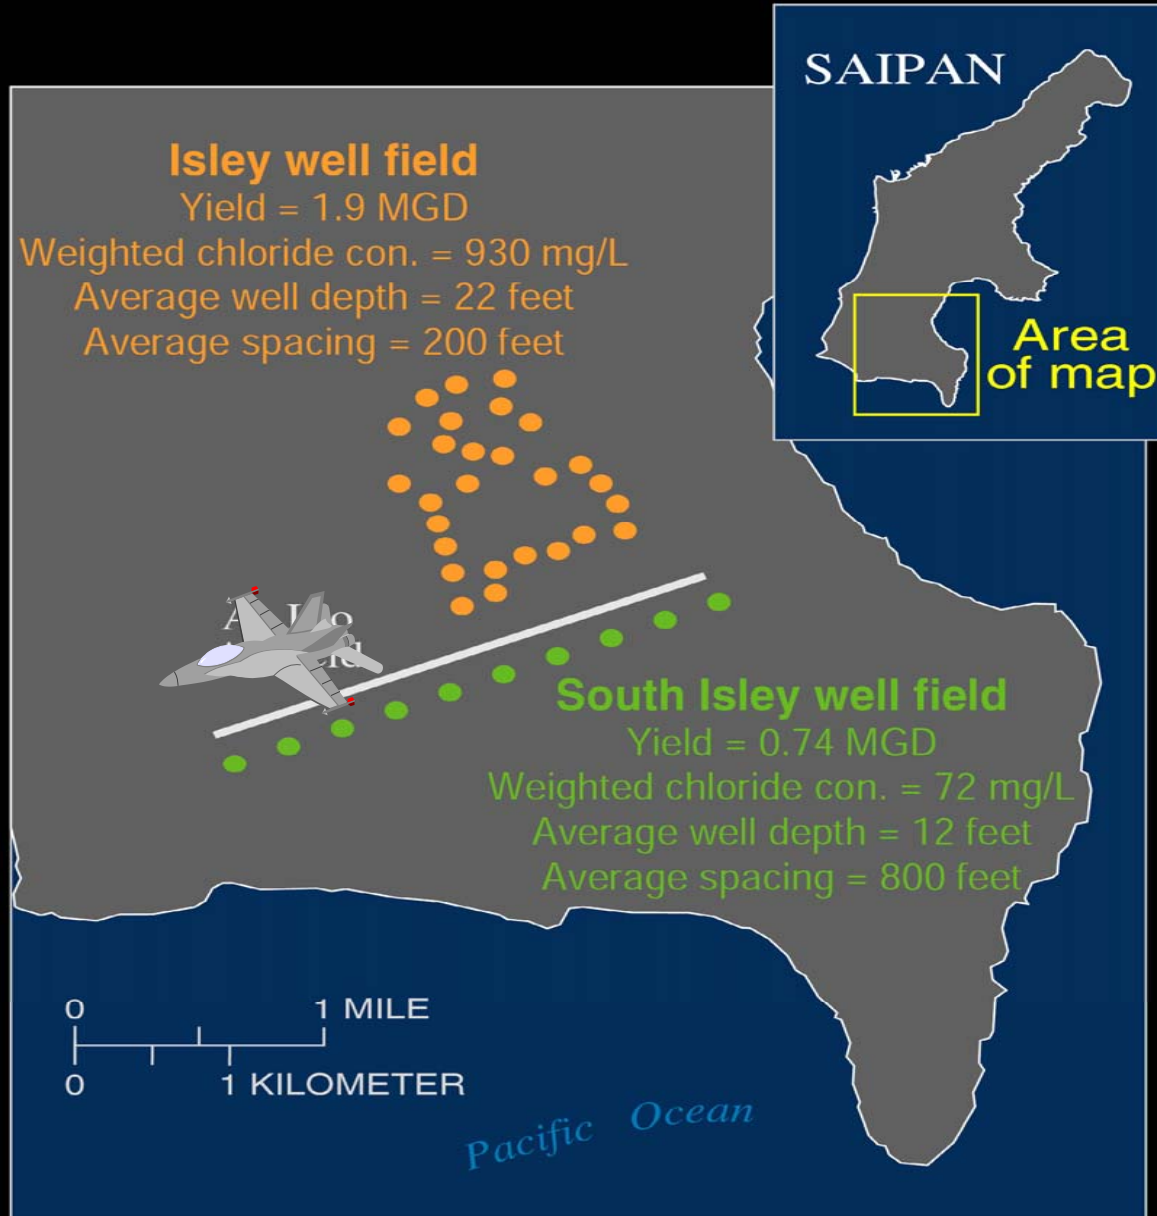 SAIPAN
Area
of map
Isley well field
Yield = 1.9 MGD
Weighted chloride con. = 930 mg/L
Average well depth = 22 feet
Average spacing = 200 feet
South Isley well field
Yield = 0.74 MGD
Weighted chloride con. = 72 mg/L
Average well depth = 12 feet
Average spacing = 800 feet
0 1 MILE
0 1 KILOMETER
Pacific Ocean